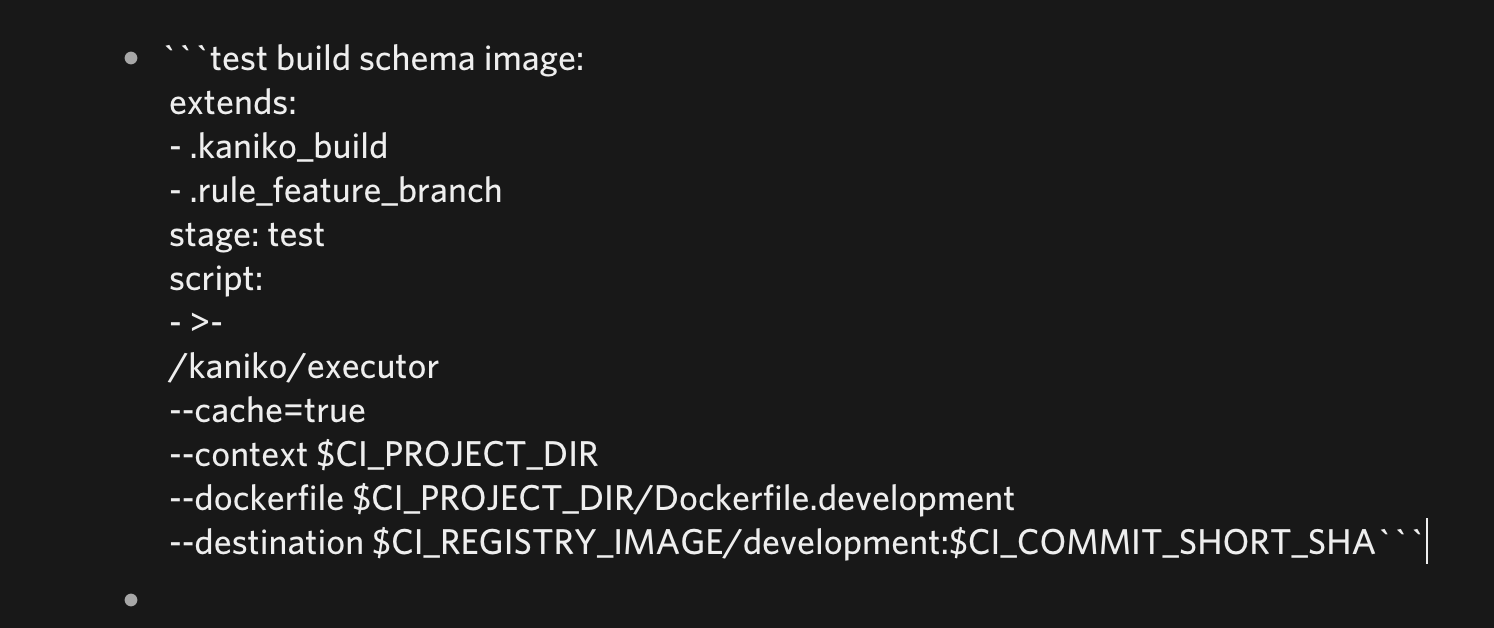 ```test build schema image:
extends:
- .kaniko_build
- .rule_feature_branch
stage: test
script:
- >-
/kaniko/executor
--cache=true
--context $CI_PROJECT_DIR
--dockerfile $CI_PROJECT_DIR/Dockerfile.development
--destination $CI_REGISTRY_IMAGE/development:$CI_COMMIT_SHORT_SHA```